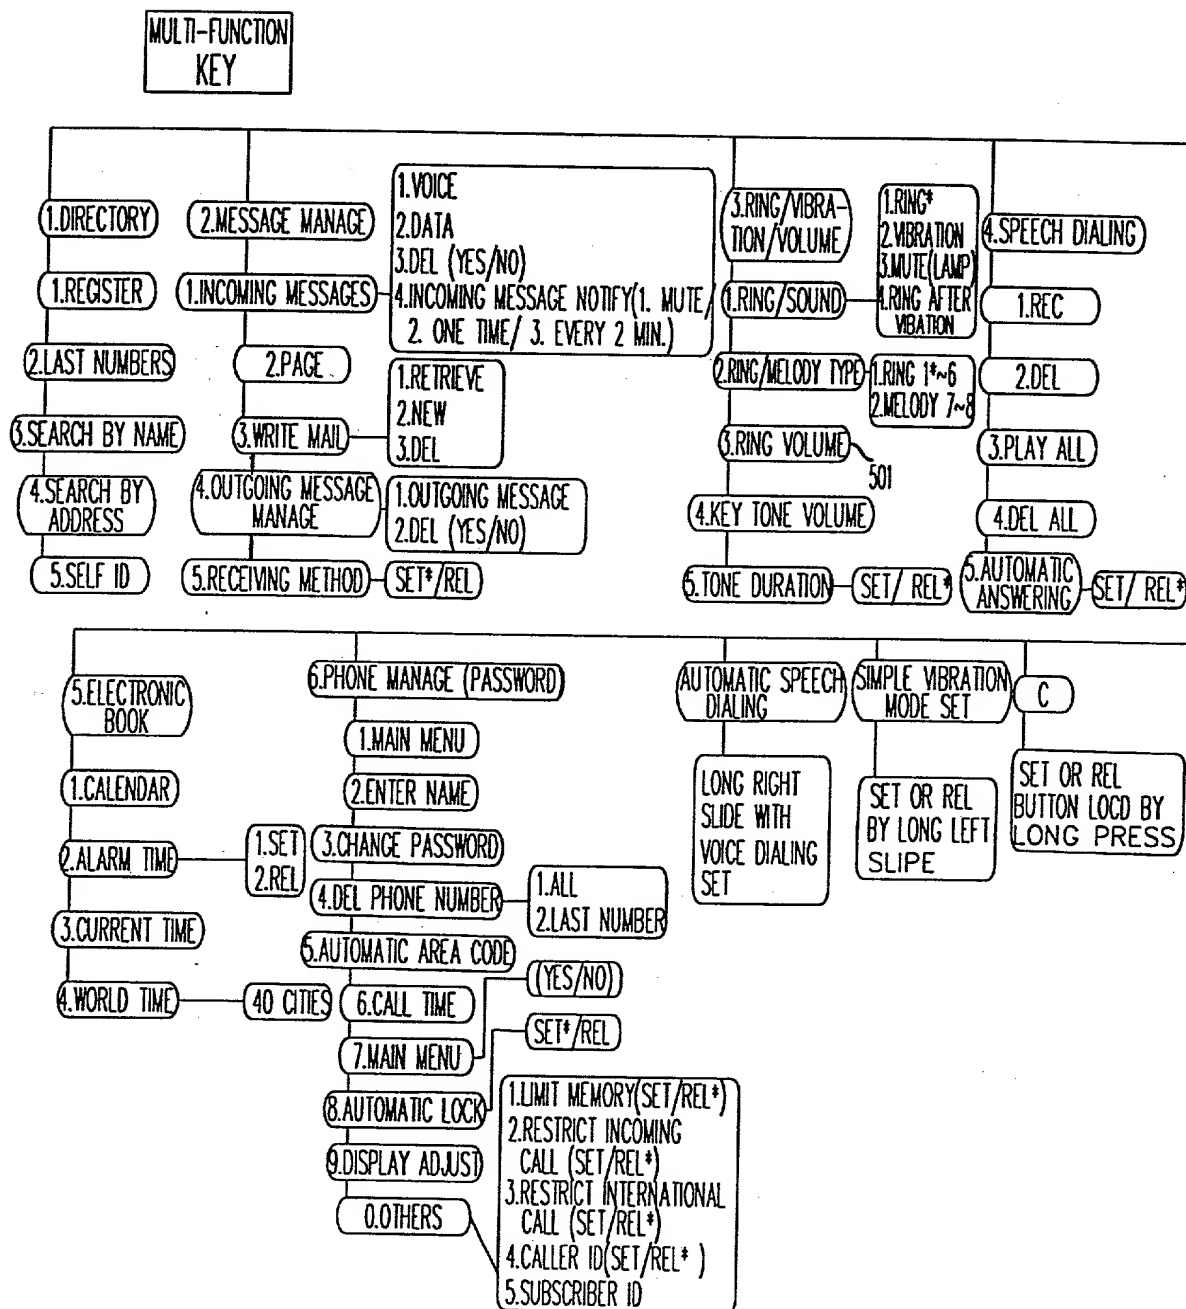 MULTI-FUNCTION
KEY
1.DIRECTORY
1.REGISTER
2.LAST NUMBERS
3.SEARCH BY NAME
4.SEARCH BY
ADDRESS
5.SELF ID
2.MESSAGE MANAGE
1.INCOMING MESSAGES
1.VOICE
2.DATA
3.DEL (YES/NO)
4.INCOMING MESSAGE NOTIFY(1. MUTE/
2. ONE TIME/ 3. EVERY 2 MIN.)
2.PAGE
3.WRITE MAIL
1.RETRIEVE
2.NEW
3.DEL
4.OUTGOING MESSAGE
MANAGE
1.OUTGOING MESSAGE
2.DEL (YES/NO)
5.RECEIVING METHOD
SET*/REL
3.RING/VIBRA-
TION/VOLUME
1.RING/SOUND
1.RING*
2.VIBRATION
3.MUTE(LAMP)
4.RING AFTER
VIBATION
2.RING/MELODY TYPE
1.RING 1*~6
2.MELODY 7~8
3.RING VOLUME
501
4.KEY TONE VOLUME
5.TONE DURATION
SET/ REL*
4.SPEECH DIALING
1.REC
2.DEL
3.PLAY ALL
4.DEL ALL
5.AUTOMATIC
ANSWERING
SET/ REL*
5.ELECTRONIC
BOOK
1.CALENDAR
2.ALARM TIME
1.SET
2.REL
3.CURRENT TIME
4.WORLD TIME
40 CITIES
6.PHONE MANAGE (PASSWORD)
1.MAIN MENU
2.ENTER NAME
3.CHANGE PASSWORD
4.DEL PHONE NUMBER
1.ALL
2.LAST NUMBER
5.AUTOMATIC AREA CODE
6.CALL TIME
7.MAIN MENU
(YES/NO)
8.AUTOMATIC LOCK
SET*/REL
9.DISPLAY ADJUST
0.OTHERS
1.LIMIT MEMORY(SET/REL*)
2.RESTRICT INCOMING
CALL (SET/REL*)
3.RESTRICT INTERNATIONAL
CALL (SET/REL*)
4.CALLER ID(SET/REL* )
5.SUBSCRIBER ID
AUTOMATIC SPEECH
DIALING
LONG RIGHT
SLIDE WITH
VOICE DIALING
SET
SIMPLE VIBRATION
MODE SET
SET OR REL
BY LONG LEFT
SLIPE
C
SET OR REL
BUTTON LOCD BY
LONG PRESS